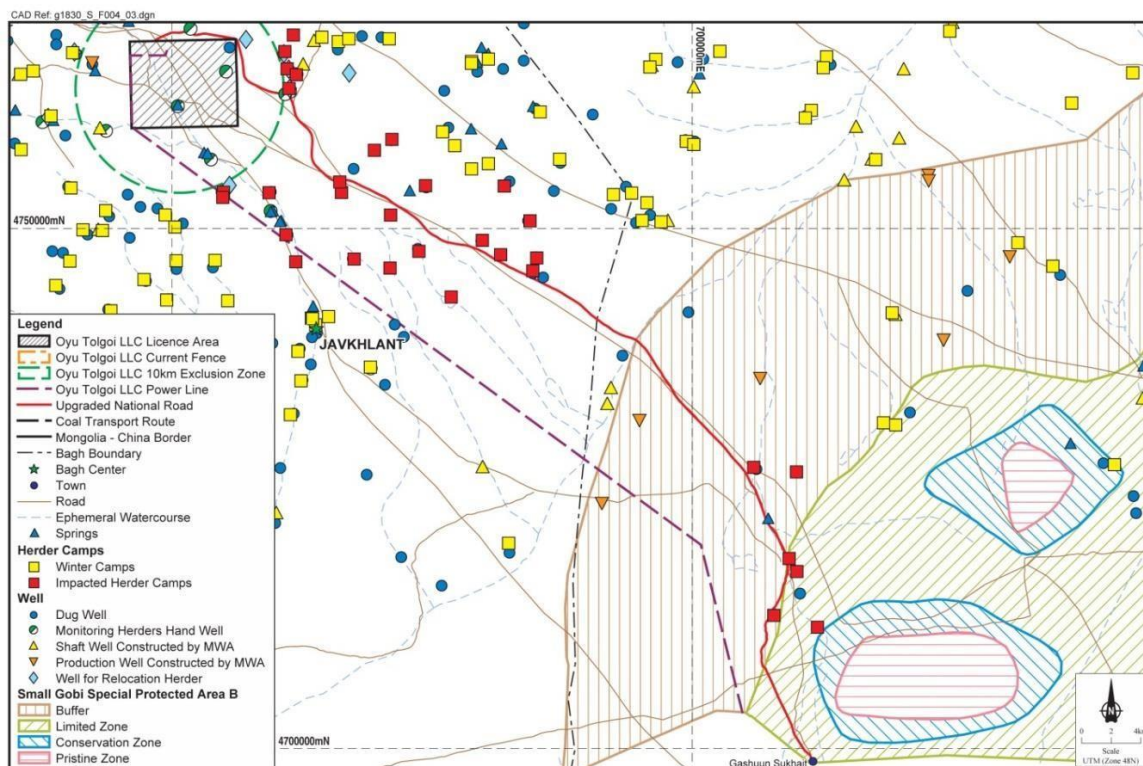 CAD Ref: g1830_S_F004_03.dgn
700000mE
4750000mN
JAVKHLANT
Legend
Oyu Tolgoi LLC Licence Area
Oyu Tolgoi LLC Current Fence
Oyu Tolgoi LLC 10km Exclusion Zone
Oyu Tolgoi LLC Power Line
Upgraded National Road
Coal Transport Route
Mongolia - China Border
Bagh Boundary
Bagh Center
Town
Road
Ephemeral Watercourse
Springs
Herder Camps
Winter Camps
Impacted Herder Camps
Well
Dug Well
Monitoring Herders Hand Well
Shaft Well Constructed by MWA
Production Well Constructed by MWA
Well for Relocation Herder
Small Gobi Special Protected Area B
Buffer
Limited Zone
Conservation Zone
Pristine Zone
4700000mN
Gashuun Sukhait
N
0 2 4km
Scale
UTM (Zone 48N)